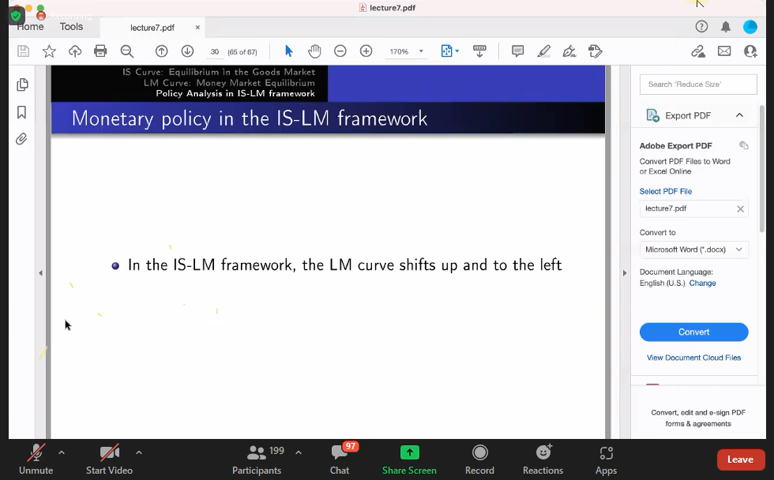 lecture7.pdf
Home Tools lecture7.pdf ×
30 (65 of 67) 170%
IS Curve: Equilibrium in the Goods Market
LM Curve: Money Market Equilibrium
Policy Analysis in IS-LM framework
Monetary policy in the IS-LM framework
In the IS-LM framework, the LM curve shifts up and to the left
Search 'Reduce Size'
Export PDF
Adobe Export PDF
Convert PDF Files to Word
or Excel Online
Select PDF File
lecture7.pdf
Convert to
Microsoft Word (*.docx)
Document Language:
English (U.S.) Change
Convert
View Document Cloud Files
Convert, edit and e-sign PDF
forms & agreements
199 97
Unmute Start Video Participants Chat Share Screen Record Reactions Apps Leave